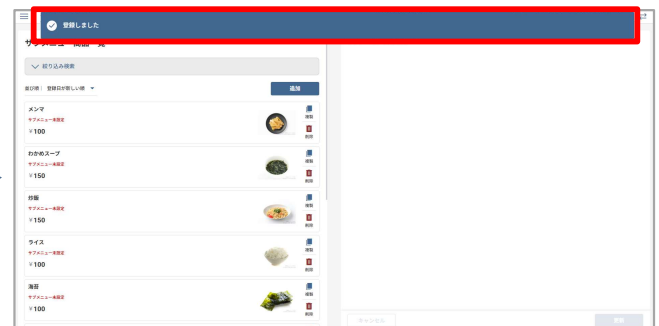 登録しました
サブメニュー商品一覧
絞り込み検索
並び順： 登録日が新しい順
追加
メンマ
サブメニュー未設定
¥100
複製
削除
わかめスープ
サブメニュー未設定
¥150
複製
削除
炒飯
サブメニュー未設定
¥150
複製
削除
ライス
サブメニュー未設定
¥100
複製
削除
海苔
サブメニュー未設定
¥100
複製
削除
キャンセル